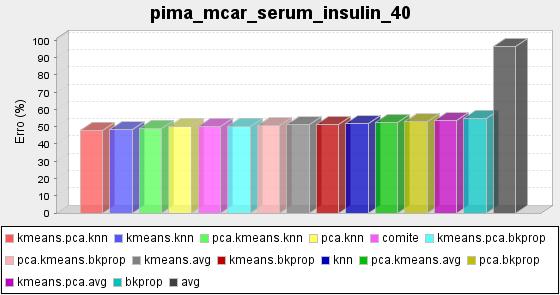 pima_mcar_serum_insulin_40
Erro (%)
100
90
80
70
60
50
40
30
20
10
0
kmeans.pca.knn kmeans.knn pca.kmeans.knn pca.knn comite kmeans.pca.bkprop
pca.kmeans.bkprop kmeans.avg kmeans.bkprop knn pca.kmeans.avg pca.bkprop
kmeans.pca.avg bkprop avg